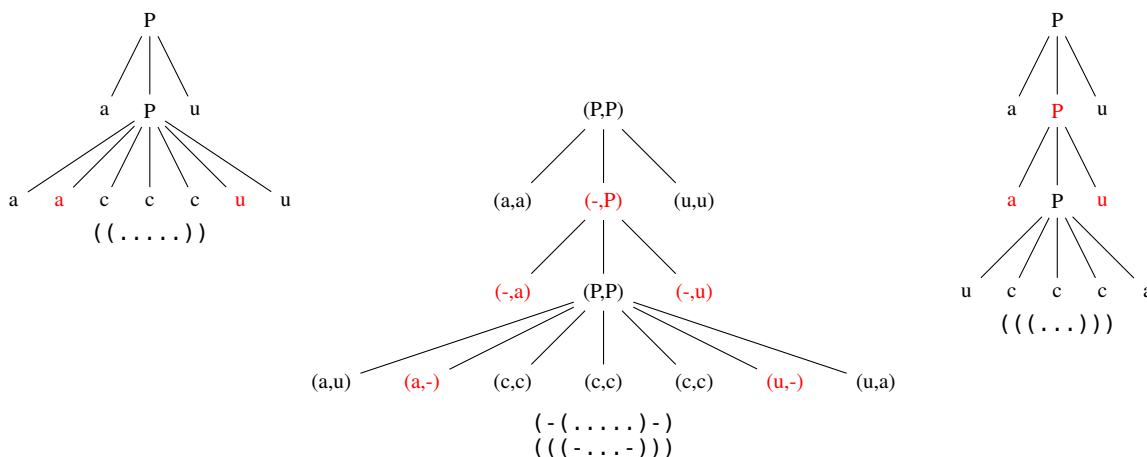 P
a P u
a a c c c u u
((.....))
(P,P)
(a,a) (-,P) (u,u)
(-,a) (P,P) (-,u)
(a,u) (a,-) (c,c) (c,c) (c,c) (u,-) (u,a)
(-(.....)-)
(((-...-)))
P
a P u
a P u
u c c c a
(((...)))